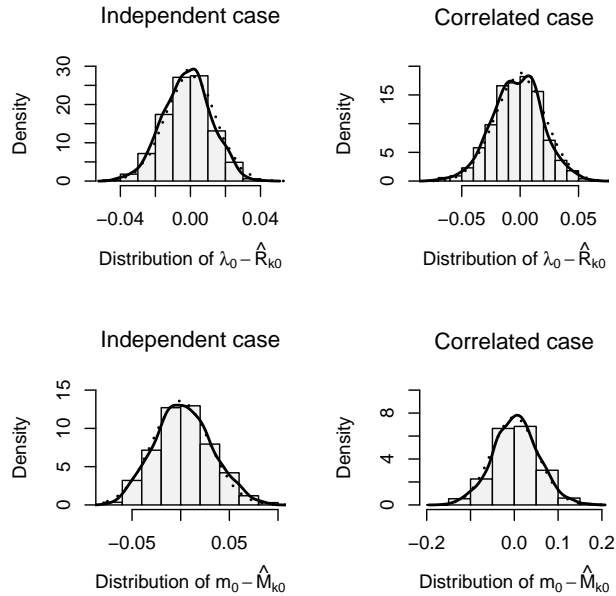 Independent case
Correlated case
Density
30
20
10
0
−0.04
0.00
0.04
Distribution of λ₀ − R̂ₖ₀
Density
15
5
0
−0.05
0.00
0.05
Distribution of λ₀ − R̂ₖ₀
Independent case
Correlated case
Density
15
10
5
0
−0.05
0.05
Distribution of m₀ − M̂ₖ₀
Density
8
4
0
−0.2
0.0
0.1
0.2
Distribution of m₀ − M̂ₖ₀